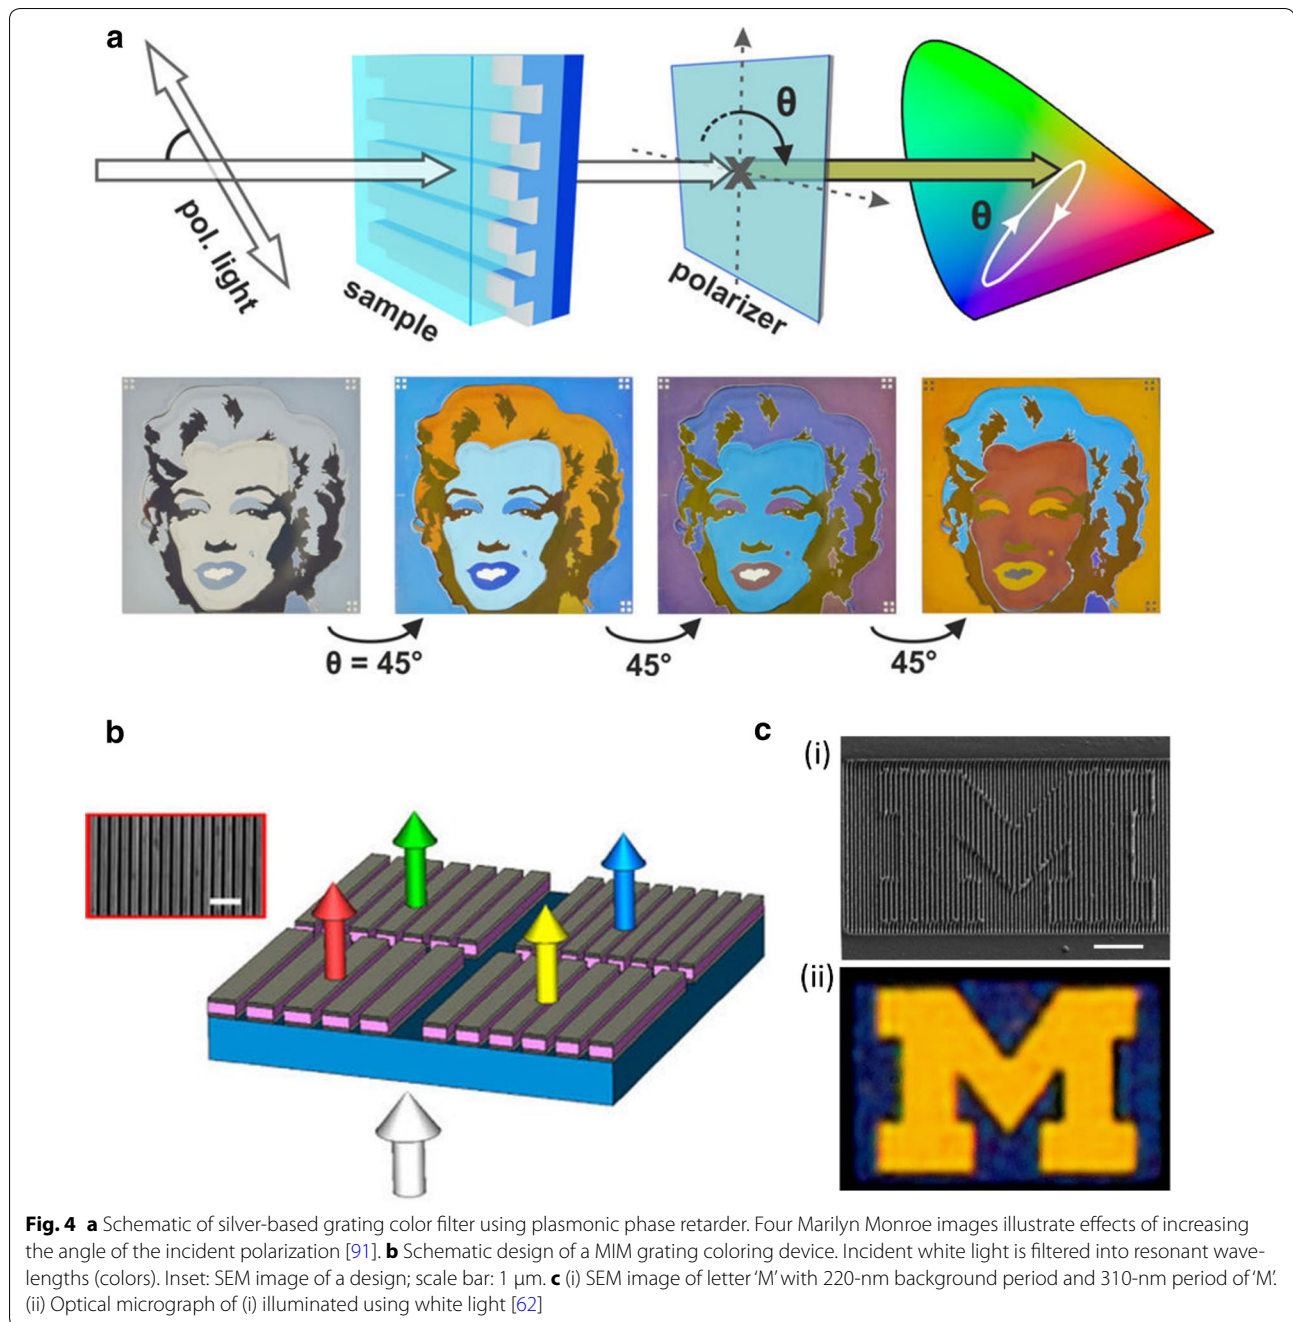 a
θ
θ
pol. light
sample
polarizer
θ = 45°
45°
45°
b
c
(i)
(ii)
Fig. 4 a Schematic of silver-based grating color filter using plasmonic phase retarder. Four Marilyn Monroe images illustrate effects of increasing
the angle of the incident polarization [91]. b Schematic design of a MIM grating coloring device. Incident white light is filtered into resonant wave-
lengths (colors). Inset: SEM image of a design; scale bar: 1 μm. c (i) SEM image of letter ‘M’ with 220-nm background period and 310-nm period of ‘M’.
(ii) Optical micrograph of (i) illuminated using white light [62]